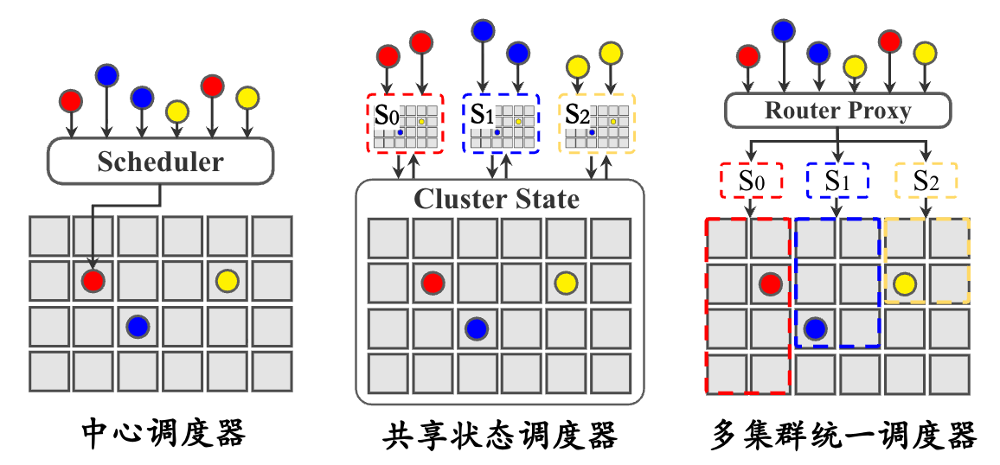 Scheduler
中心调度器
S0
S1
S2
Cluster State
共享状态调度器
Router Proxy
S0
S1
S2
多集群统一调度器